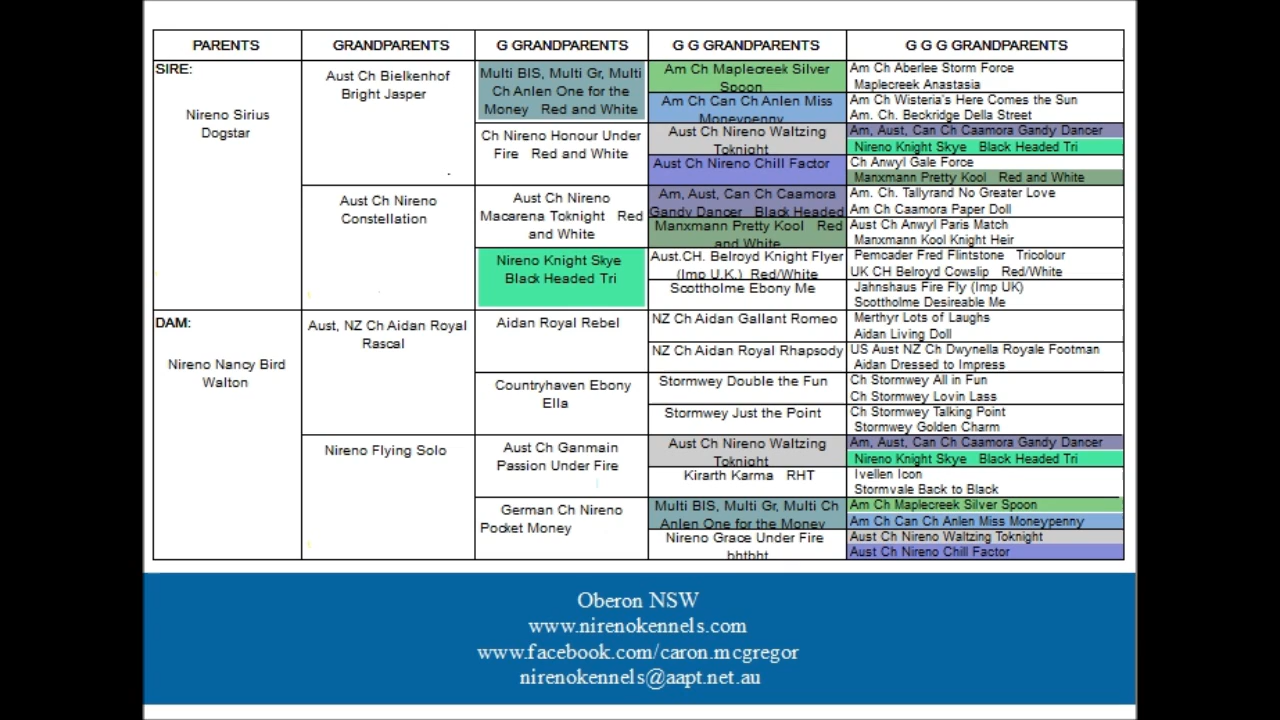 PARENTS
GRANDPARENTS
G GRANDPARENTS
G G GRANDPARENTS
G G G GRANDPARENTS
SIRE:
Nireno Sirius
Dogstar
Aust Ch Bielkenhof
Bright Jasper
Multi BIS, Multi Gr, Multi
Ch Anlen One for the
Money Red and White
Am Ch Maplecreek Silver
Spoon
Am Ch Aberlee Storm Force
Maplecreek Anastasia
Am Ch Can Ch Anlen Miss
Moneypenny
Am Ch Wisteria's Here Comes the Sun
Am. Ch. Beckridge Della Street
Ch Nireno Honour Under
Fire Red and White
Aust Ch Nireno Waltzing
Toknight
Am, Aust, Can Ch Caamora Gandy Dancer
Nireno Knight Skye Black Headed Tri
Aust Ch Nireno Chill Factor
Ch Anwyl Gale Force
Manxmann Pretty Kool Red and White
Aust Ch Nireno
Constellation
Aust Ch Nireno
Macarena Toknight Red
and White
Am, Aust, Can Ch Caamora
Gandy Dancer Black Headed
Am. Ch. Tallyrand No Greater Love
Am Ch Caamora Paper Doll
Manxmann Pretty Kool Red
and White
Aust Ch Anwyl Paris Match
Manxmann Kool Knight Heir
Nireno Knight Skye
Black Headed Tri
Aust.CH. Belroyd Knight Flyer
(Imp U.K.) Red/White
Pemcader Fred Flintstone Tricolour
UK CH Belroyd Cowslip Red/White
Scottholme Ebony Me
Jahnshaus Fire Fly (Imp UK)
Scottholme Desireable Me
DAM:
Nireno Nancy Bird
Walton
Aust, NZ Ch Aidan Royal
Rascal
Aidan Royal Rebel
NZ Ch Aidan Gallant Romeo
Merthyr Lots of Laughs
Aidan Living Doll
NZ Ch Aidan Royal Rhapsody
US Aust NZ Ch Dwynella Royale Footman
Aidan Dressed to Impress
Countryhaven Ebony
Ella
Stormwey Double the Fun
Ch Stormwey All in Fun
Ch Stormwey Lovin Lass
Stormwey Just the Point
Ch Stormwey Talking Point
Stormwey Golden Charm
Nireno Flying Solo
Aust Ch Ganmain
Passion Under Fire
Aust Ch Nireno Waltzing
Toknight
Am, Aust, Can Ch Caamora Gandy Dancer
Nireno Knight Skye Black Headed Tri
Kirarth Karma RHT
Ivellen Icon
Stormvale Back to Black
German Ch Nireno
Pocket Money
Multi BIS, Multi Gr, Multi Ch
Anlen One for the Money
Am Ch Maplecreek Silver Spoon
Am Ch Can Ch Anlen Miss Moneypenny
Nireno Grace Under Fire
bhtbht
Aust Ch Nireno Waltzing Toknight
Aust Ch Nireno Chill Factor
Oberon NSW
www.nirenokennels.com
www.facebook.com/caron.mcgregor
nirenokennels@aapt.net.au